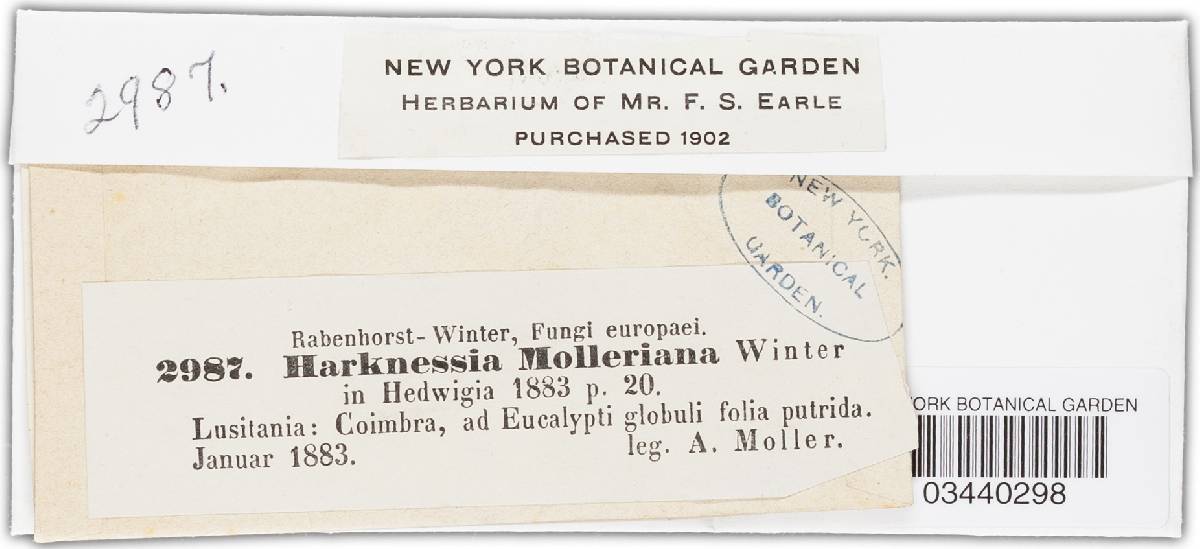 2987.
NEW YORK BOTANICAL GARDEN
HERBARIUM OF MR. F. S. EARLE
PURCHASED 1902
NEW YORK
BOTANICAL
GARDEN.
Rabenhorst-Winter, Fungi europaei.
2987. Harknessia Molleriana Winter
in Hedwigia 1883 p. 20.
Lusitania: Coimbra, ad Eucalypti globuli folia putrida.
Januar 1883. leg. A. Moller.
YORK BOTANICAL GARDEN
03440298